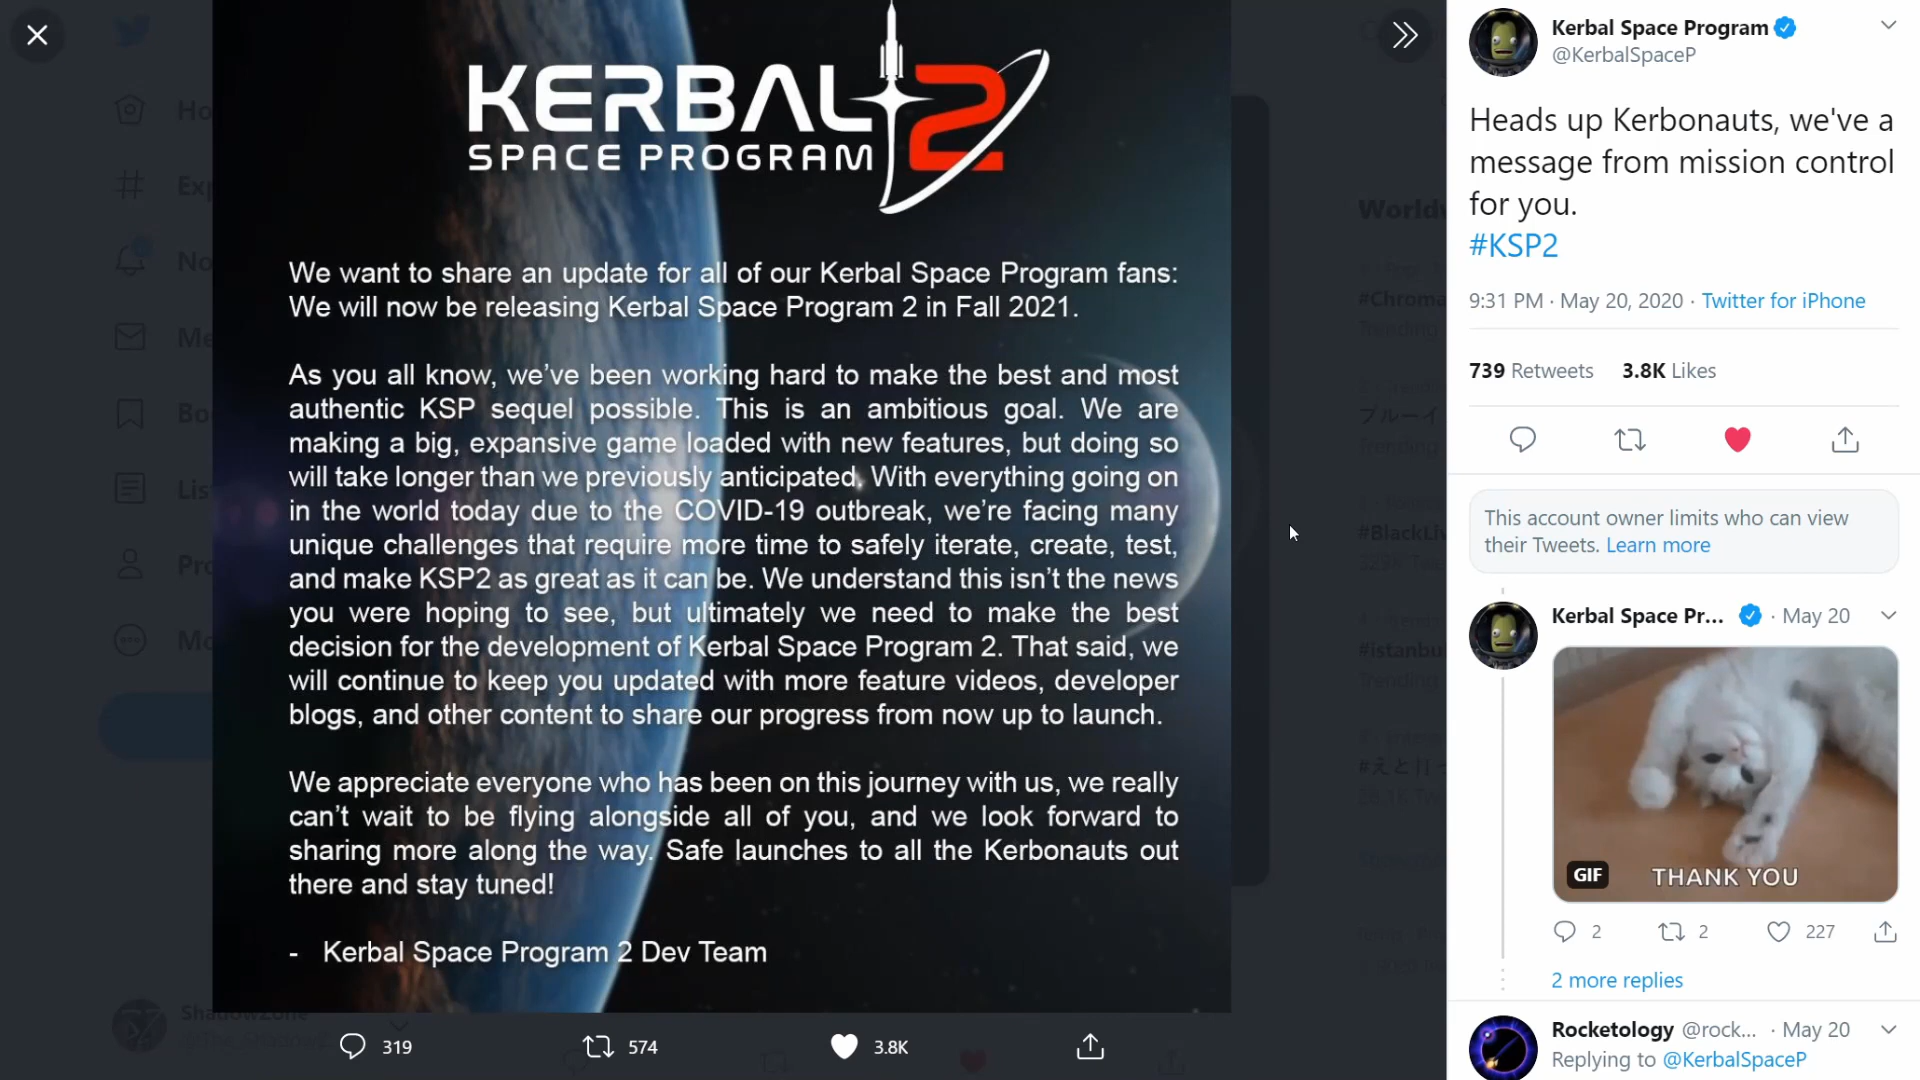 KERBAL 2
SPACE PROGRAM
We want to share an update for all of our Kerbal Space Program fans:
We will now be releasing Kerbal Space Program 2 in Fall 2021.
As you all know, we've been working hard to make the best and most
authentic KSP sequel possible. This is an ambitious goal. We are
making a big, expansive game loaded with new features, but doing so
will take longer than we previously anticipated. With everything going on
in the world today due to the COVID-19 outbreak, we're facing many
unique challenges that require more time to safely iterate, create, test,
and make KSP2 as great as it can be. We understand this isn't the news
you were hoping to see, but ultimately we need to make the best
decision for the development of Kerbal Space Program 2. That said, we
will continue to keep you updated with more feature videos, developer
blogs, and other content to share our progress from now up to launch.
We appreciate everyone who has been on this journey with us, we really
can't wait to be flying alongside all of you, and we look forward to
sharing more along the way. Safe launches to all the Kerbonauts out
there and stay tuned!
- Kerbal Space Program 2 Dev Team
ShadowZone
319 574 3.8K
Kerbal Space Program
@KerbalSpaceP
Heads up Kerbonauts, we've a
message from mission control
for you.
#KSP2
9:31 PM · May 20, 2020 · Twitter for iPhone
739 Retweets 3.8K Likes
This account owner limits who can view
their Tweets. Learn more
Kerbal Space Pr... · May 20
GIF THANK YOU
2 2 227
2 more replies
Rocketology @rock... · May 20
Replying to @KerbalSpaceP